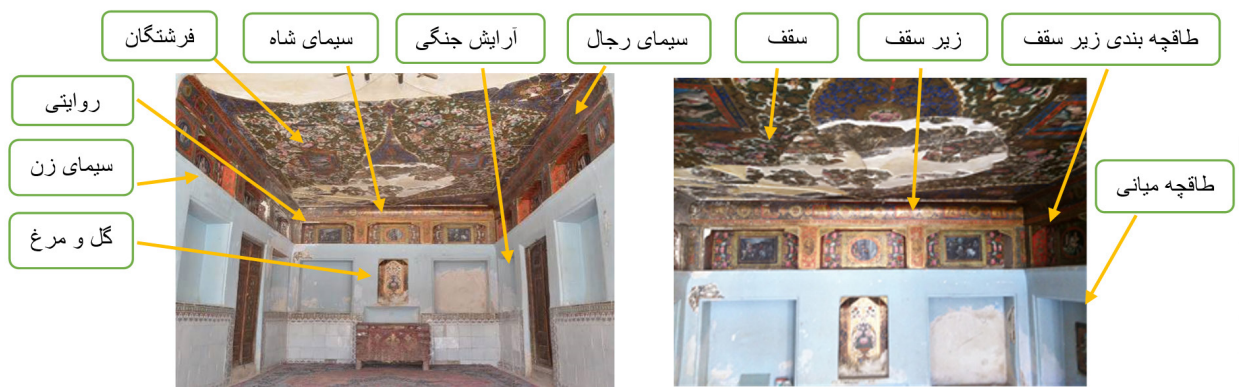 طاقچه بندی زیر سقف
زیر سقف
سقف
سیمای رجال
آرایش جنگی
سیمای شاه
فرشتگان
روایتی
سیمای زن
گل و مرغ
طاقچه میانی